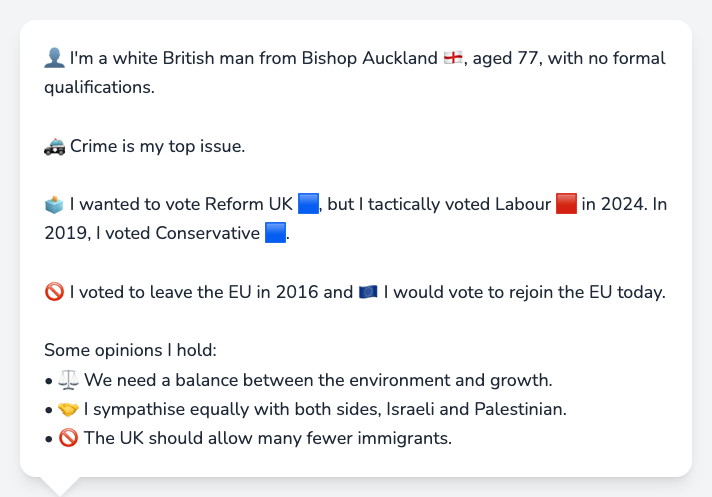 👤 I'm a white British man from Bishop Auckland 🏴󠁧󠁢󠁥󠁮󠁧󠁿, aged 77, with no formal
qualifications.
🚓 Crime is my top issue.
🗳️ I wanted to vote Reform UK 🟦, but I tactically voted Labour 🟥 in 2024. In
2019, I voted Conservative 🟦.
🚫 I voted to leave the EU in 2016 and 🇪🇺 I would vote to rejoin the EU today.
Some opinions I hold:
• ⚖️ We need a balance between the environment and growth.
• 🤝 I sympathise equally with both sides, Israeli and Palestinian.
• 🚫 The UK should allow many fewer immigrants.